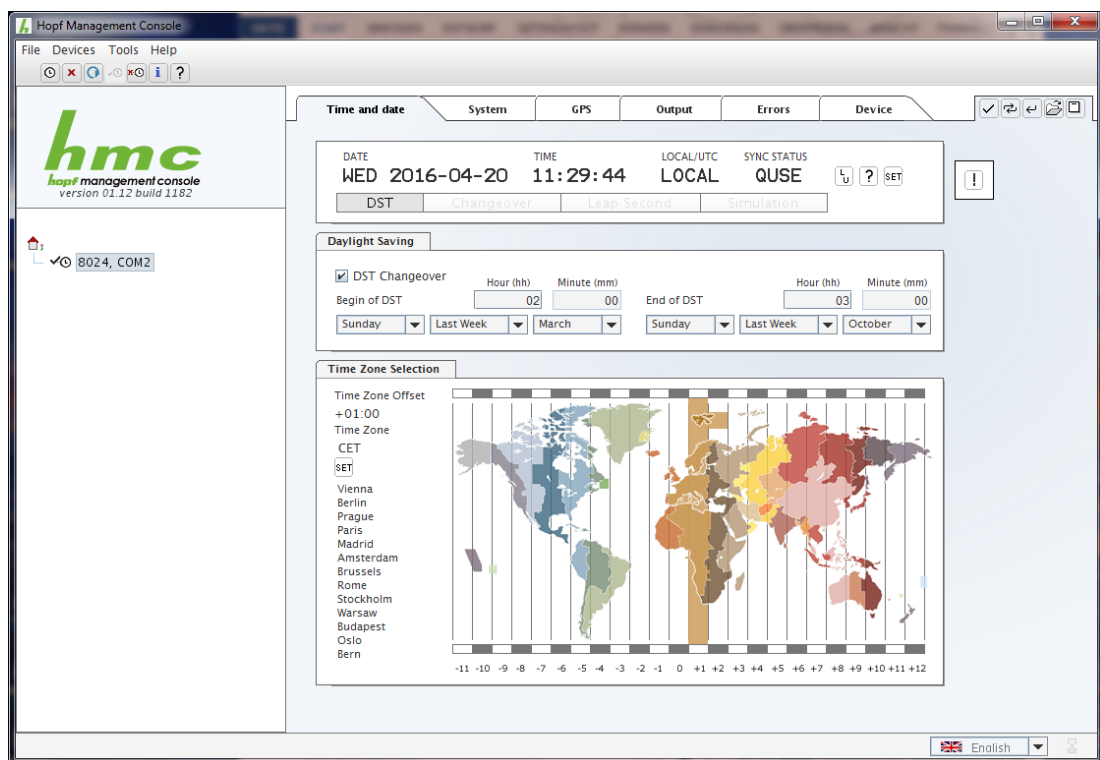 Hopf Management Console
File Devices Tools Help
hmc
hopf management console
version 01.12 build 1182
8024, COM2
Time and date System GPS Output Errors Device
DATE TIME LOCAL/UTC SYNC STATUS
WED 2016-04-20 11:29:44 LOCAL QUSE L U ? SET
!
DST Changeover Leap Second Simulation
Daylight Saving
DST Changeover
Hour (hh) Minute (mm) Hour (hh) Minute (mm)
Begin of DST 02 00 End of DST 03 00
Sunday Last Week March Sunday Last Week October
Time Zone Selection
Time Zone Offset
+01:00
Time Zone
CET
SET
Vienna
Berlin
Prague
Paris
Madrid
Amsterdam
Brussels
Rome
Stockholm
Warsaw
Budapest
Oslo
Bern
-11 -10 -9 -8 -7 -6 -5 -4 -3 -2 -1 0 +1 +2 +3 +4 +5 +6 +7 +8 +9 +10 +11 +12
English